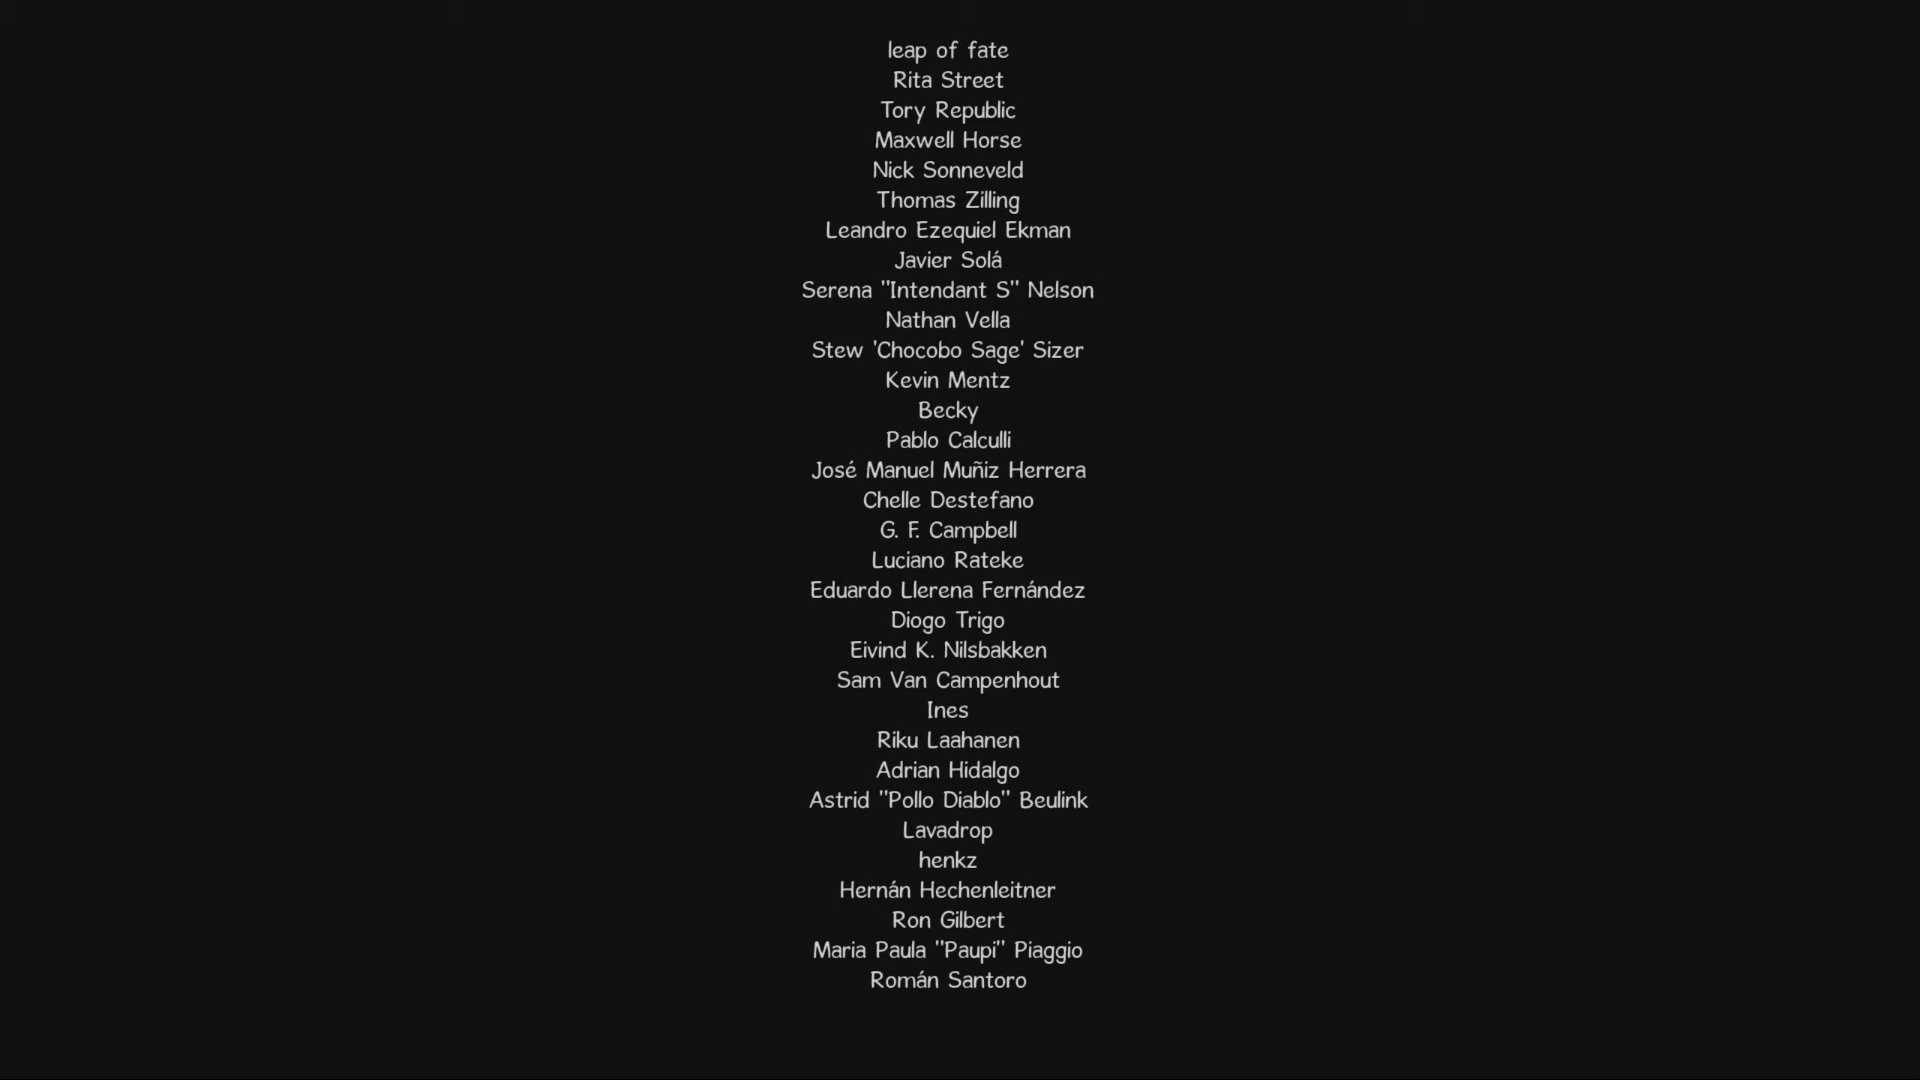 leap of fate
Rita Street
Tory Republic
Maxwell Horse
Nick Sonneveld
Thomas Zilling
Leandro Ezequiel Ekman
Javier Solá
Serena "Intendant S" Nelson
Nathan Vella
Stew 'Chocobo Sage' Sizer
Kevin Mentz
Becky
Pablo Calculli
José Manuel Muñiz Herrera
Chelle Destefano
G. F. Campbell
Luciano Rateke
Eduardo Llerena Fernández
Diogo Trigo
Eivind K. Nilsbakken
Sam Van Campenhout
Ines
Riku Laahanen
Adrian Hidalgo
Astrid "Pollo Diablo" Beulink
Lavadrop
henkz
Hernán Hechenleitner
Ron Gilbert
Maria Paula "Paupi" Piaggio
Román Santoro